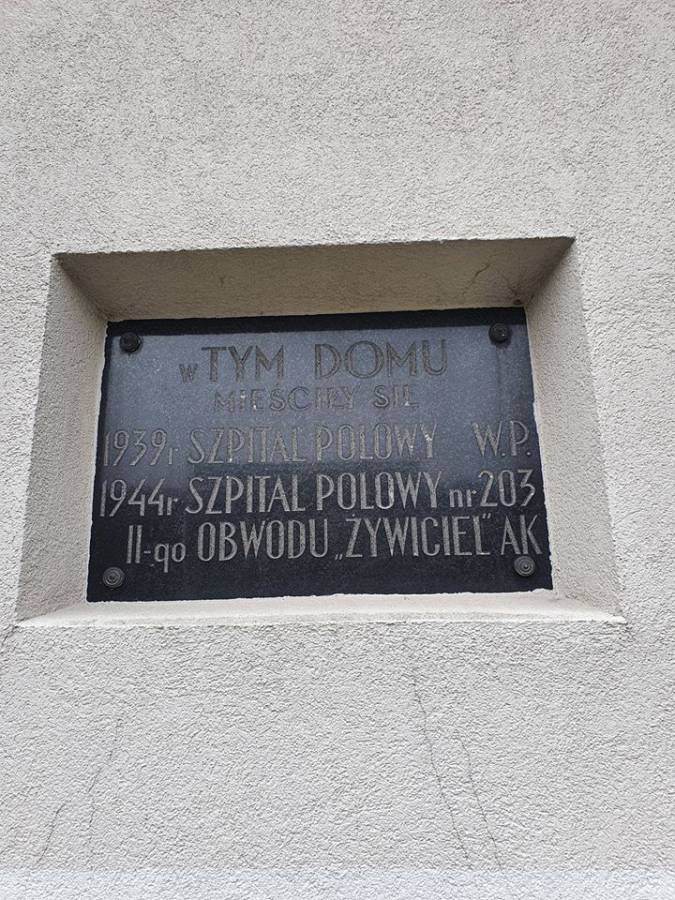 w TYM DOMU
MIEŚCIŁY SIĘ
1939r SZPITAL POLOWY W.P.
1944r SZPITAL POLOWY nr 203
II-go OBWODU „ŻYWICIEL” AK